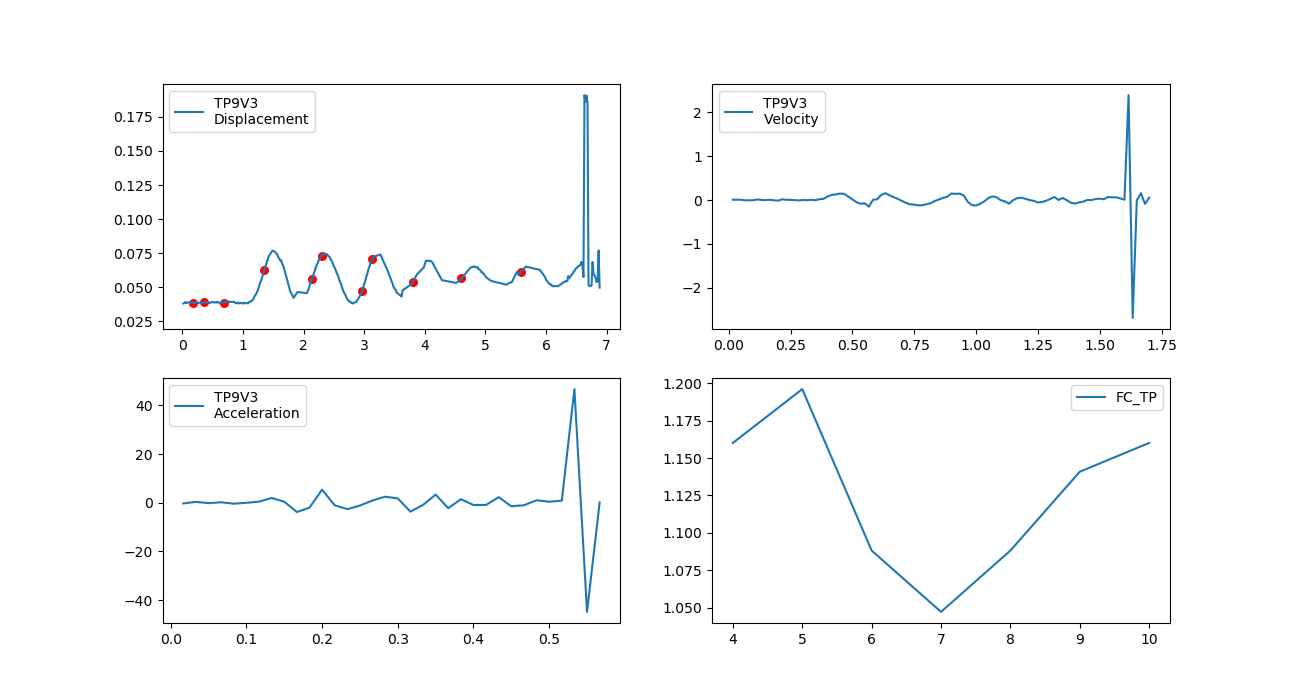 TP9V3
Displacement
0.175
0.150
0.125
0.100
0.075
0.050
0.025
0 1 2 3 4 5 6 7
TP9V3
Velocity
2
1
0
−1
−2
0.00 0.25 0.50 0.75 1.00 1.25 1.50 1.75
TP9V3
Acceleration
40
20
0
−20
−40
0.0 0.1 0.2 0.3 0.4 0.5
FC_TP
1.200
1.175
1.150
1.125
1.100
1.075
1.050
4 5 6 7 8 9 10